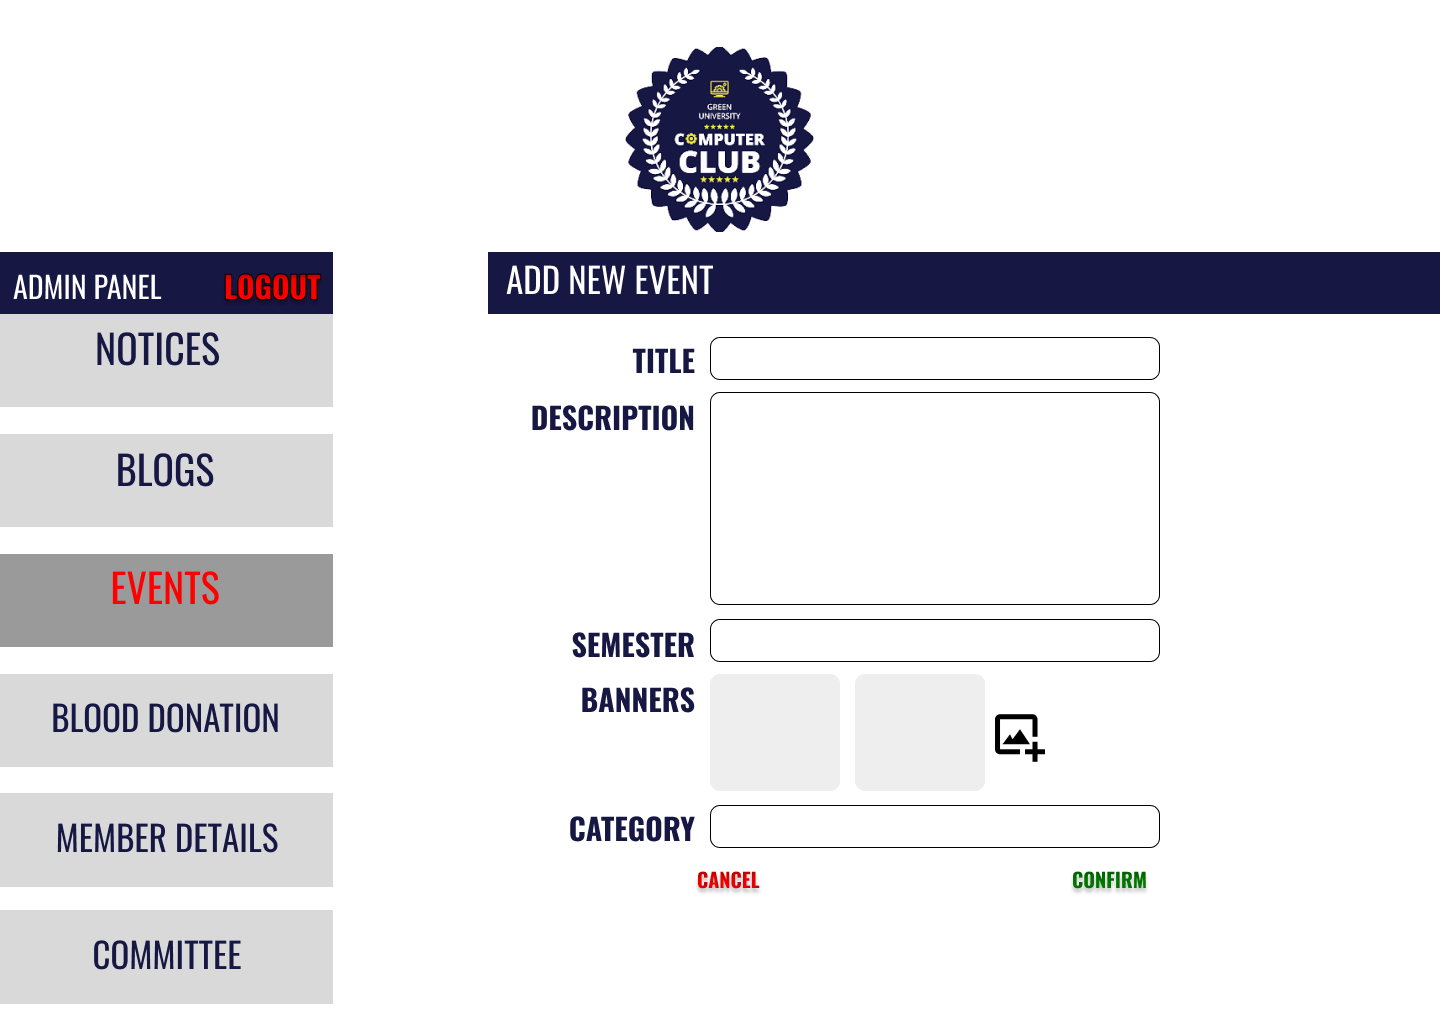 GREEN
UNIVERSITY
COMPUTER
CLUB
ADMIN PANEL LOGOUT
NOTICES
BLOGS
EVENTS
BLOOD DONATION
MEMBER DETAILS
COMMITTEE
ADD NEW EVENT
TITLE
DESCRIPTION
SEMESTER
BANNERS
CATEGORY
CANCEL CONFIRM